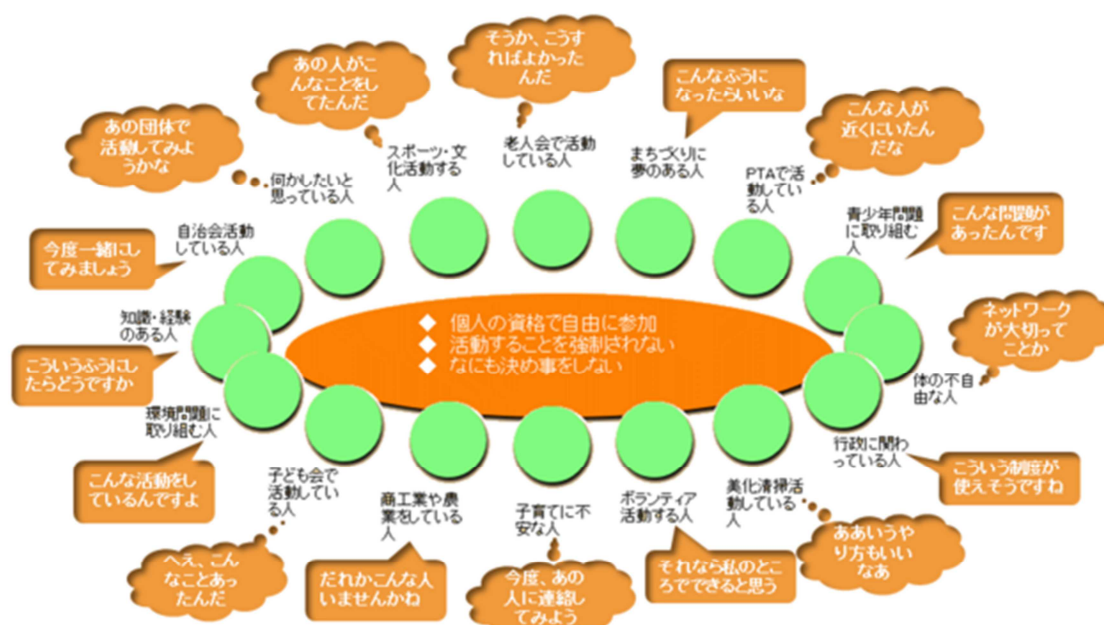 そうか、こうす
ればよかった
んだ
あの人がこ
んなことをし
てたんだ
こんなふうに
なったらいいな
あの団体で
活動してみよ
うかな
こんな人が
近くにいたん
だな
老人会で活動
している人
スポーツ・文
化活動する
人
まちづくりに
夢のある人
何かしたいと
思っている人
PTAで活
動してい
る人
自治会活動
している人
青少年問題
に取り組む
人
こんな問題が
あったんです
今度一緒にし
てみましょう
知識・経験
のある人
◆ 個人の資格で自由に参加
◆ 活動することを強制されない
◆ なにも決め事をしない
ネットワーク
が大切って
ことか
こういうふうにし
たらどうですか
体の不自
由な人
環境問題に
取り組む人
行政に関わ
っている人
こんな活動をし
ているんですよ
こういう制度が
使えそうですね
子ども会で
活動してい
る人
商工業や農
業をしている
人
子育てに不
安な人
ボランティア
活動する人
美化清掃活
動している
人
へえ、こん
なことあっ
たんだ
だれかこんな人
いませんかね
今度、あの
人に連絡し
てみよう
それなら私のところ
でできると思う
ああいうや
り方もいい
なあ